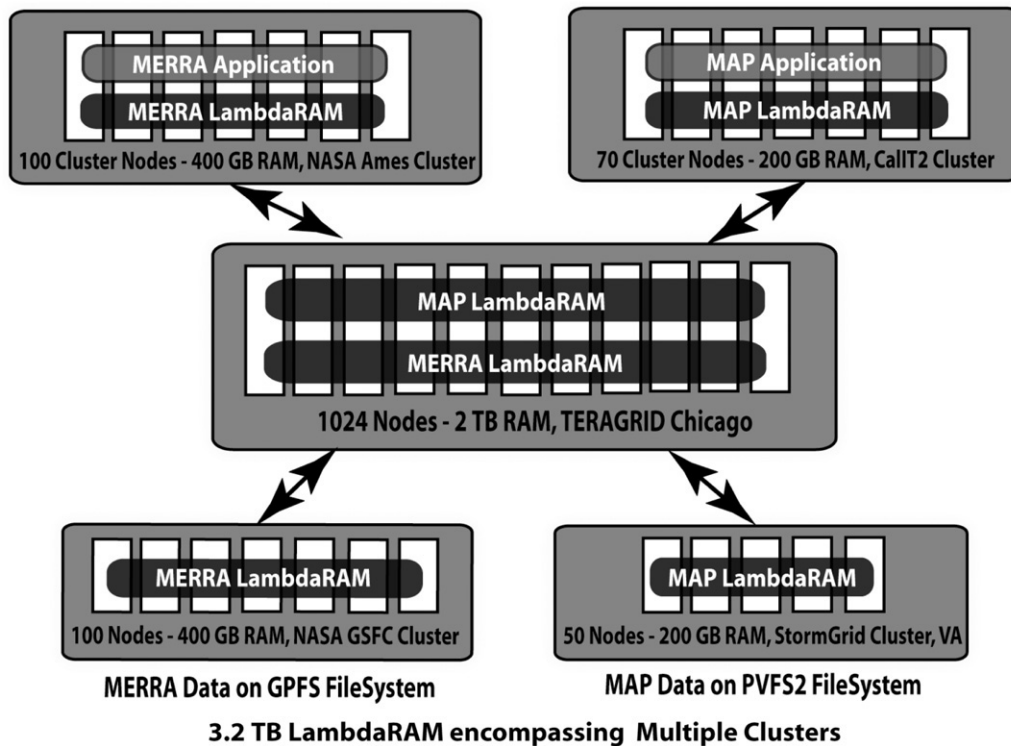 MERRA Application
MERRA LambdaRAM
100 Cluster Nodes - 400 GB RAM, NASA Ames Cluster
MAP Application
MAP LambdaRAM
70 Cluster Nodes - 200 GB RAM, CalIT2 Cluster
MAP LambdaRAM
MERRA LambdaRAM
1024 Nodes - 2 TB RAM, TERAGRID Chicago
MERRA LambdaRAM
100 Nodes - 400 GB RAM, NASA GSFC Cluster
MERRA Data on GPFS FileSystem
MAP LambdaRAM
50 Nodes - 200 GB RAM, StormGrid Cluster, VA
MAP Data on PVFS2 FileSystem
3.2 TB LambdaRAM encompassing Multiple Clusters